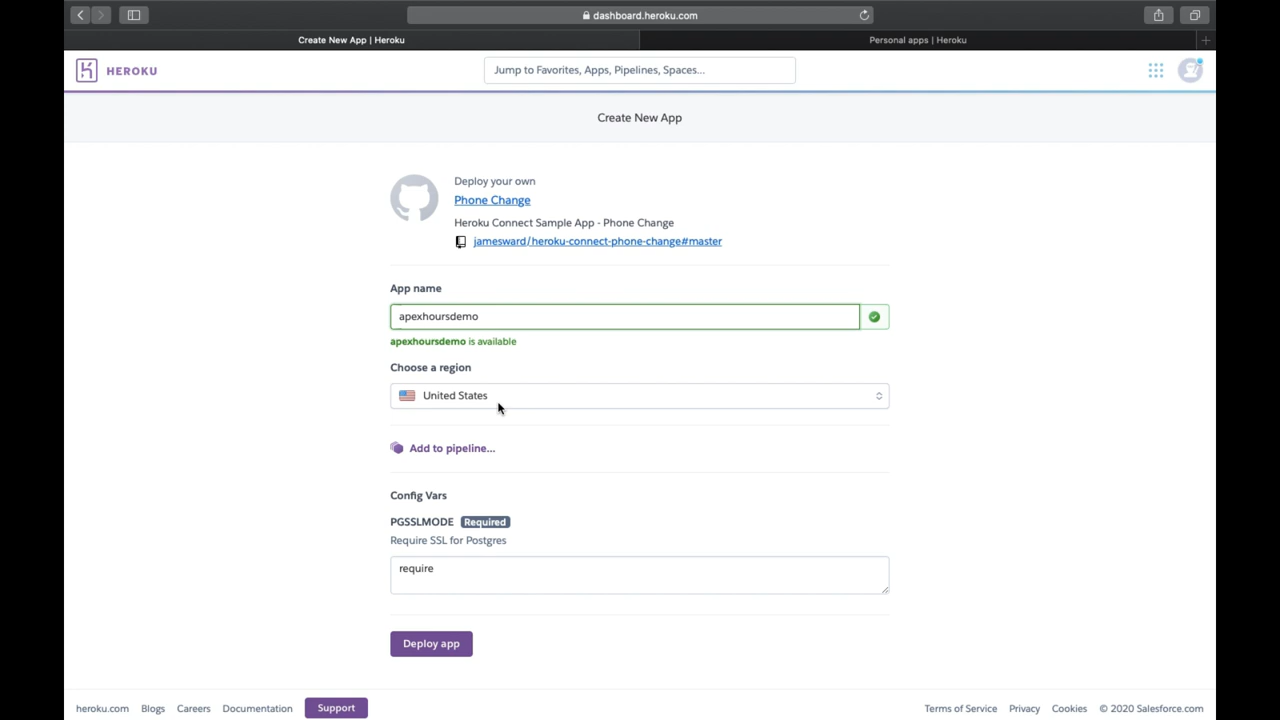 dashboard.heroku.com
Create New App | Heroku
Personal apps | Heroku
HEROKU
Jump to Favorites, Apps, Pipelines, Spaces...
Create New App
Deploy your own
Phone Change
Heroku Connect Sample App - Phone Change
jamesward/heroku-connect-phone-change#master
App name
apexhoursdemo
apexhoursdemo is available
Choose a region
United States
Add to pipeline...
Config Vars
PGSSLMODE Required
Require SSL for Postgres
require
Deploy app
heroku.com Blogs Careers Documentation Support Terms of Service Privacy Cookies © 2020 Salesforce.com